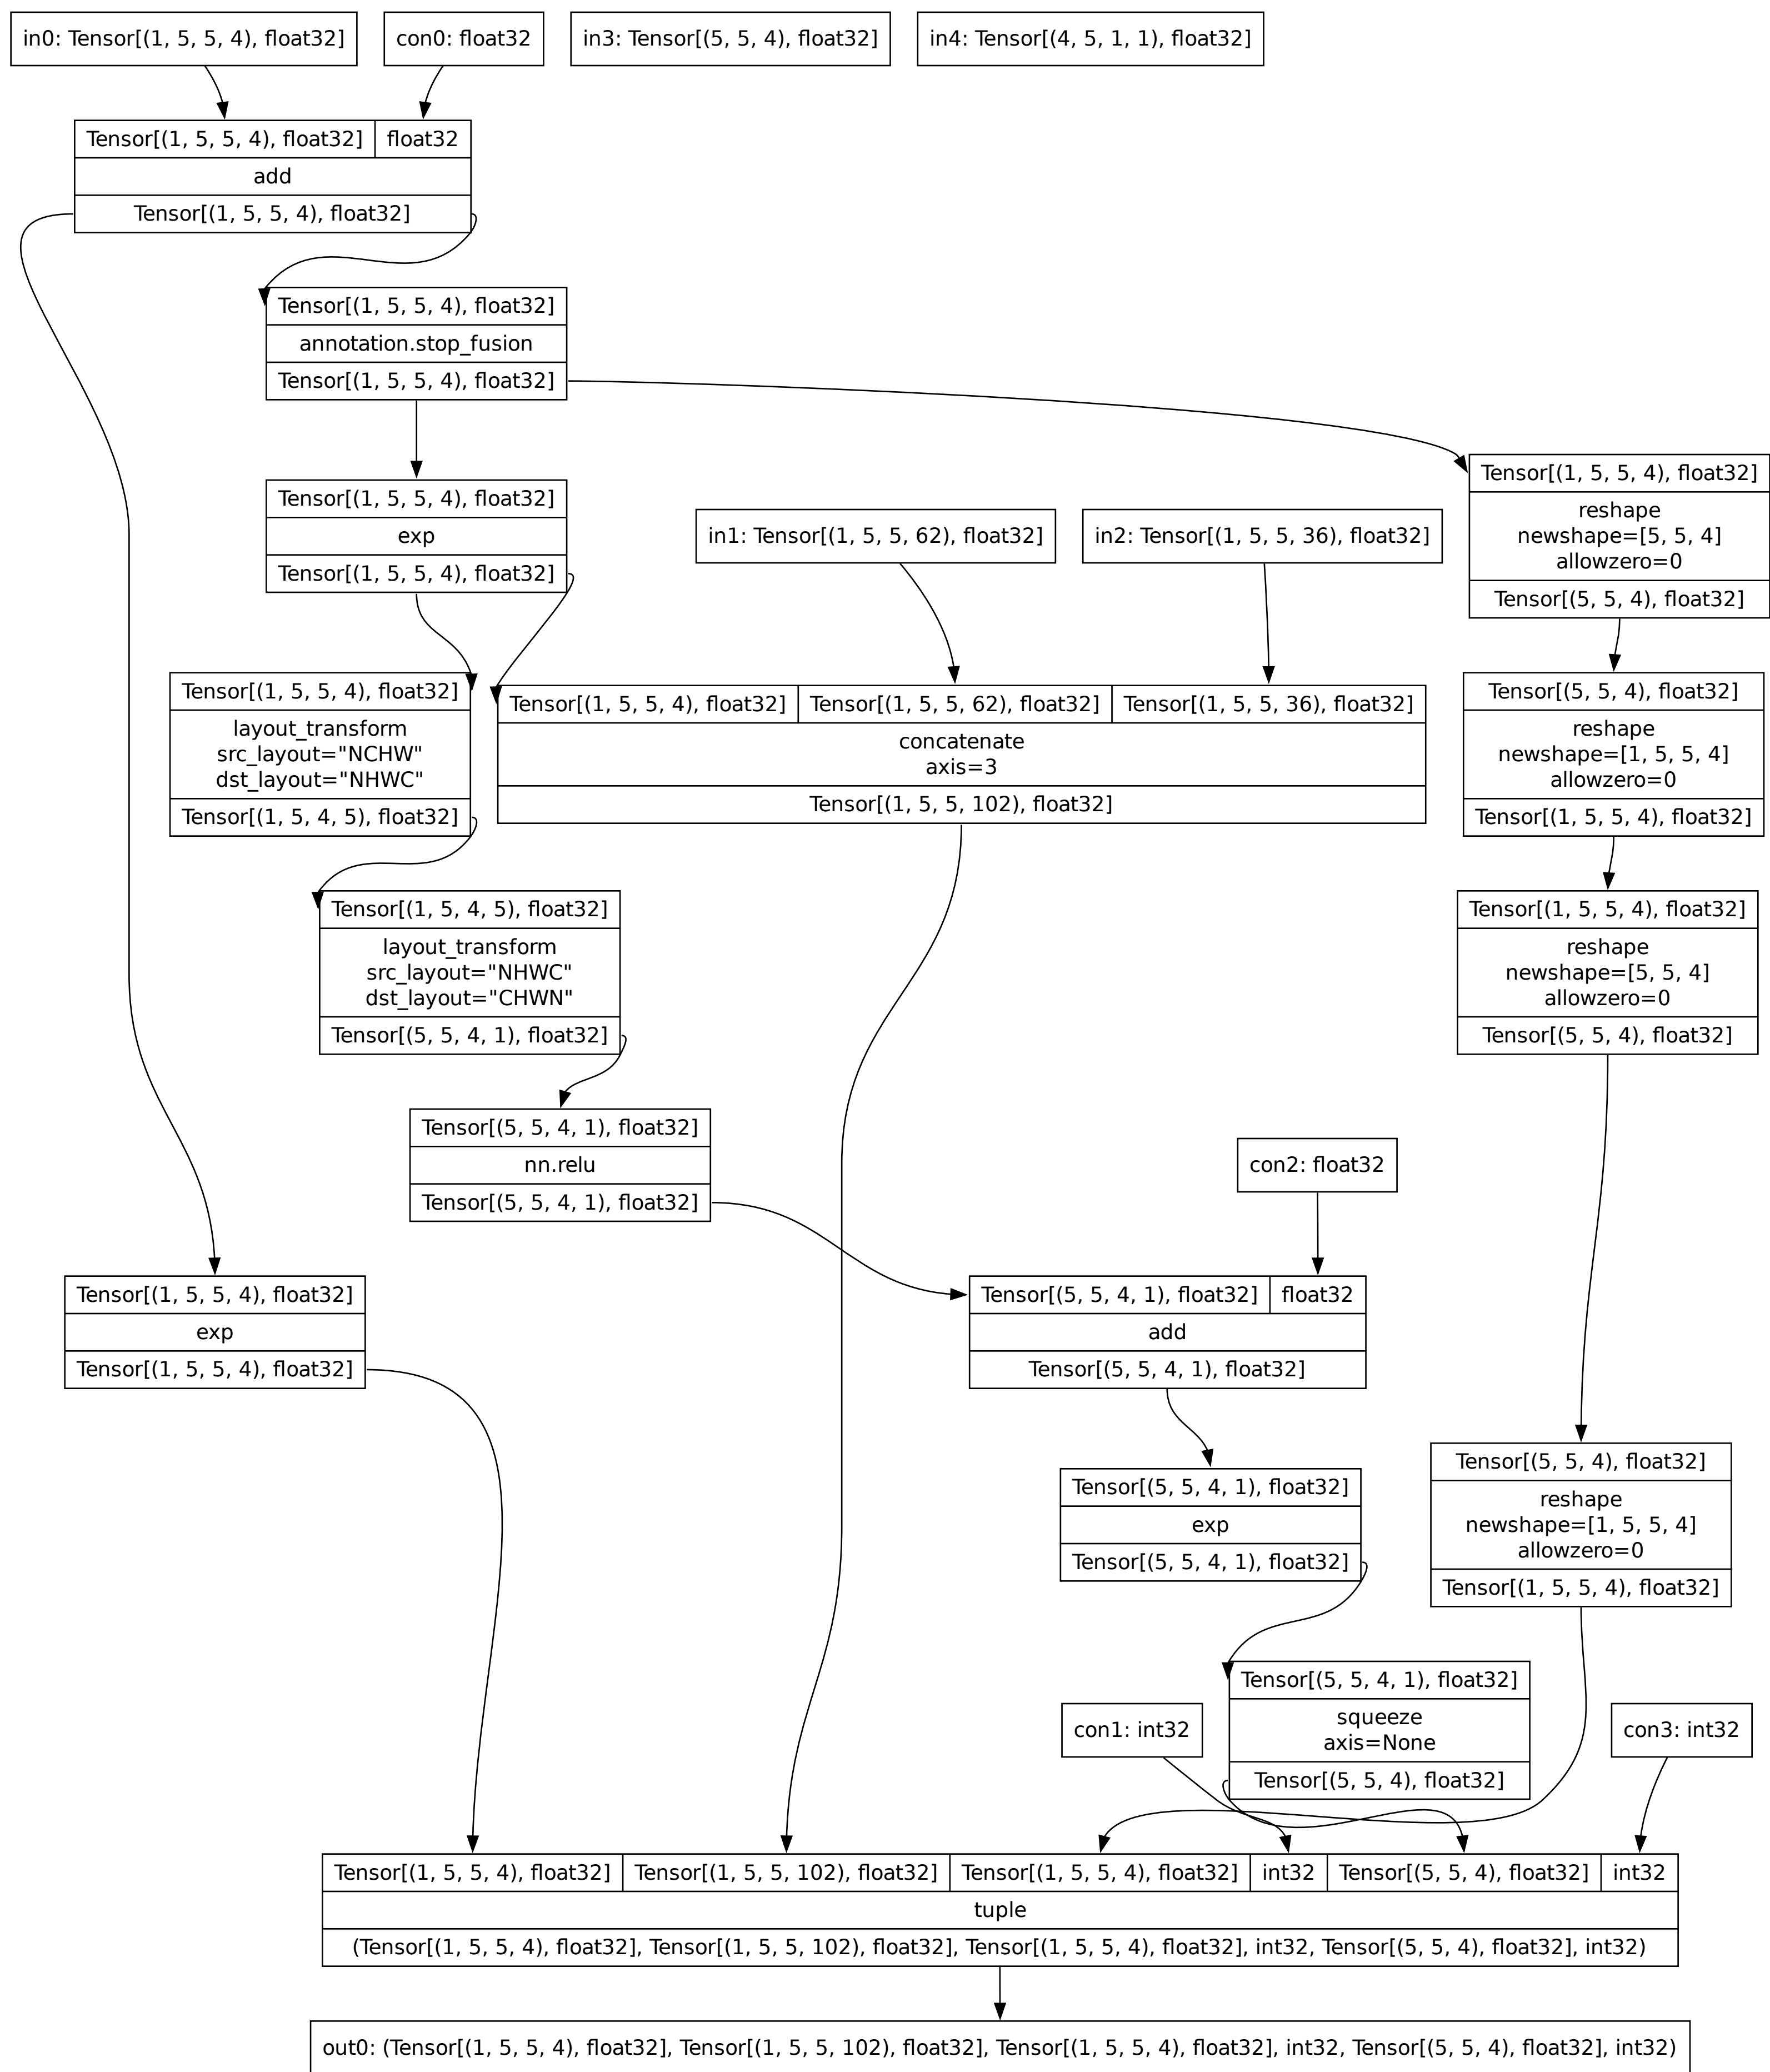 in0: Tensor[(1, 5, 5, 4), float32]
con0: float32
in3: Tensor[(5, 5, 4), float32]
in4: Tensor[(4, 5, 1, 1), float32]
Tensor[(1, 5, 5, 4), float32]
float32
add
Tensor[(1, 5, 5, 4), float32]
Tensor[(1, 5, 5, 4), float32]
annotation.stop_fusion
Tensor[(1, 5, 5, 4), float32]
Tensor[(1, 5, 5, 4), float32]
reshape
newshape=[5, 5, 4]
allowzero=0
Tensor[(5, 5, 4), float32]
Tensor[(1, 5, 5, 4), float32]
exp
Tensor[(1, 5, 5, 4), float32]
in1: Tensor[(1, 5, 5, 62), float32]
in2: Tensor[(1, 5, 5, 36), float32]
Tensor[(1, 5, 5, 4), float32]
layout_transform
src_layout="NCHW"
dst_layout="NHWC"
Tensor[(1, 5, 4, 5), float32]
Tensor[(1, 5, 5, 4), float32]
Tensor[(1, 5, 5, 62), float32]
Tensor[(1, 5, 5, 36), float32]
concatenate
axis=3
Tensor[(1, 5, 5, 102), float32]
Tensor[(5, 5, 4), float32]
reshape
newshape=[1, 5, 5, 4]
allowzero=0
Tensor[(1, 5, 5, 4), float32]
Tensor[(1, 5, 4, 5), float32]
layout_transform
src_layout="NHWC"
dst_layout="CHWN"
Tensor[(5, 5, 4, 1), float32]
Tensor[(1, 5, 5, 4), float32]
reshape
newshape=[5, 5, 4]
allowzero=0
Tensor[(5, 5, 4), float32]
Tensor[(5, 5, 4, 1), float32]
nn.relu
Tensor[(5, 5, 4, 1), float32]
con2: float32
Tensor[(1, 5, 5, 4), float32]
exp
Tensor[(1, 5, 5, 4), float32]
Tensor[(5, 5, 4, 1), float32]
float32
add
Tensor[(5, 5, 4, 1), float32]
Tensor[(5, 5, 4, 1), float32]
exp
Tensor[(5, 5, 4, 1), float32]
Tensor[(5, 5, 4), float32]
reshape
newshape=[1, 5, 5, 4]
allowzero=0
Tensor[(1, 5, 5, 4), float32]
con1: int32
Tensor[(5, 5, 4, 1), float32]
squeeze
axis=None
Tensor[(5, 5, 4), float32]
con3: int32
Tensor[(1, 5, 5, 4), float32]
Tensor[(1, 5, 5, 102), float32]
Tensor[(1, 5, 5, 4), float32]
int32
Tensor[(5, 5, 4), float32]
int32
tuple
(Tensor[(1, 5, 5, 4), float32], Tensor[(1, 5, 5, 102), float32], Tensor[(1, 5, 5, 4), float32], int32, Tensor[(5, 5, 4), float32], int32)
out0: (Tensor[(1, 5, 5, 4), float32], Tensor[(1, 5, 5, 102), float32], Tensor[(1, 5, 5, 4), float32], int32, Tensor[(5, 5, 4), float32], int32)